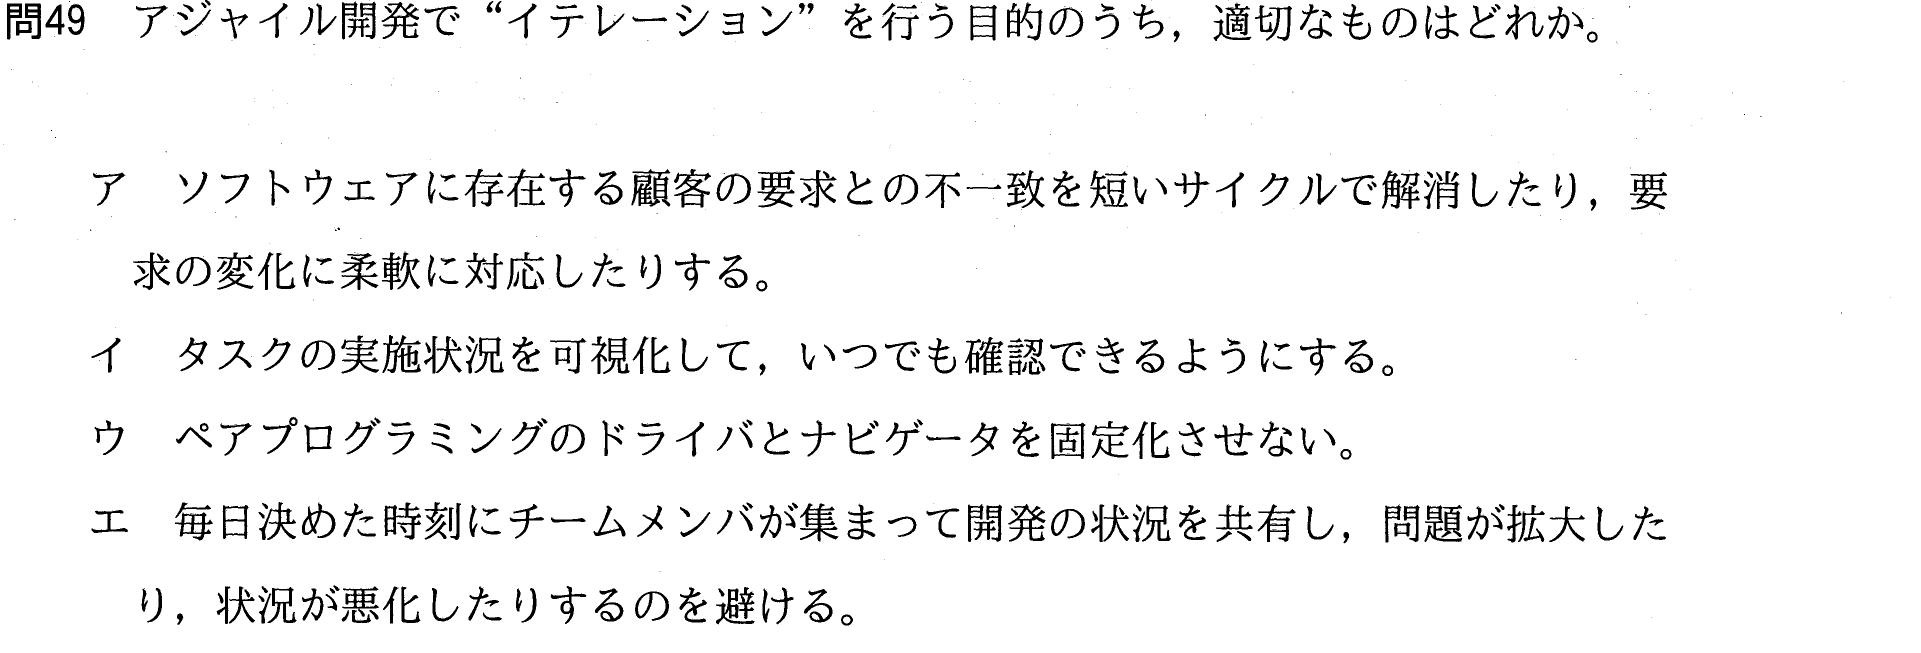 問49　アジャイル開発で“イテレーション”を行う目的のうち，適切なものはどれか。
ア　ソフトウェアに存在する顧客の要求との不一致を短いサイクルで解消したり，要
求の変化に柔軟に対応したりする。
イ　タスクの実施状況を可視化して，いつでも確認できるようにする。
ウ　ペアプログラミングのドライバとナビゲータを固定化させない。
エ　毎日決めた時刻にチームメンバが集まって開発の状況を共有し，問題が拡大した
り，状況が悪化したりするのを避ける。